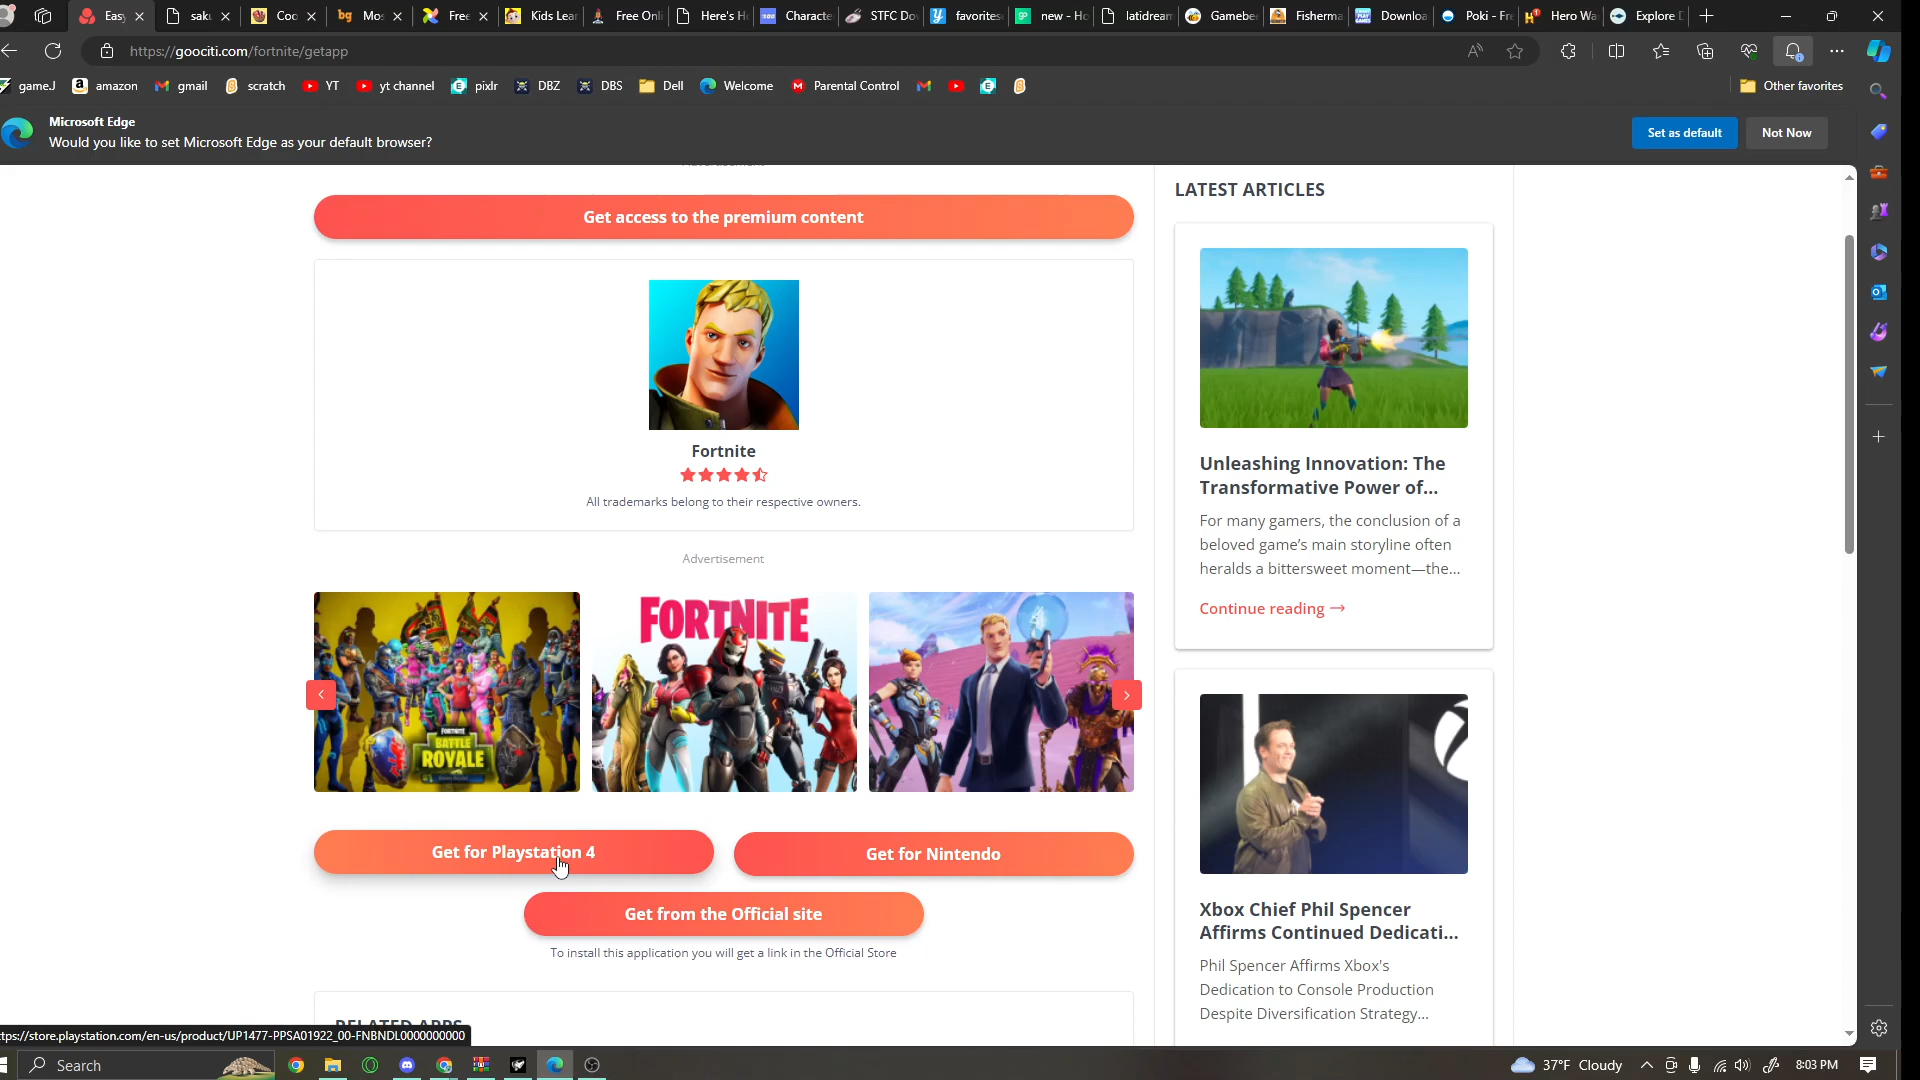 Easy
saku
Coo
bg Mos
Free
Kids Lear
Free Onli
Here's H
Characte
STFC Do
favorites
new - Ho
latidream
Gamebe
Fisherma
Downloa
Poki - Fr
Hero Wa
Explore
https://goociti.com/fortnite/getapp
gameJ amazon gmail scratch YT yt channel pixlr DBZ DBS Dell Welcome Parental Control Other favorites
Microsoft Edge
Would you like to set Microsoft Edge as your default browser?
Set as default Not Now
Advertisement
Get access to the premium content
Fortnite
All trademarks belong to their respective owners.
Advertisement
FORTNITE
BATTLE
ROYALE
FORTNITE
Get for Playstation 4
Get for Nintendo
Get from the Official site
To install this application you will get a link in the Official Store
RELATED APPS
LATEST ARTICLES
Unleashing Innovation: The
Transformative Power of...
For many gamers, the conclusion of a
beloved game's main storyline often
heralds a bittersweet moment—the...
Continue reading →
Xbox Chief Phil Spencer
Affirms Continued Dedicati...
Phil Spencer Affirms Xbox's
Dedication to Console Production
Despite Diversification Strategy...
tps://store.playstation.com/en-us/product/UP1477-PPSA01922_00-FNBNDL0000000000
Search
37°F Cloudy
8:03 PM